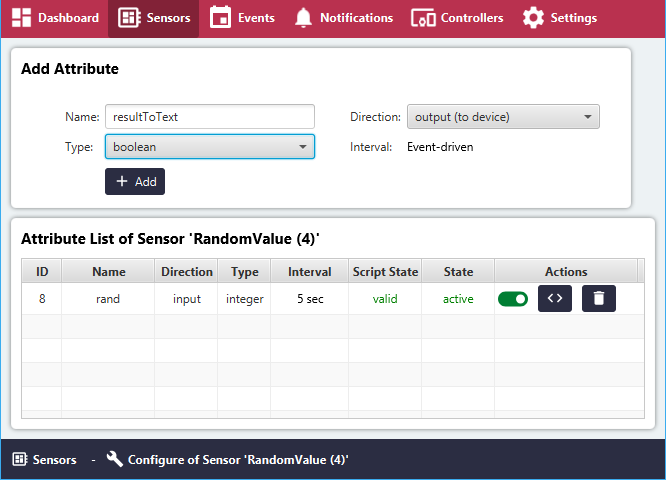 Dashboard Sensors Events Notifications Controllers Settings
Add Attribute
Name: resultToText Direction: output (to device)
Type: boolean Interval: Event-driven
+ Add
Attribute List of Sensor 'RandomValue (4)'
ID Name Direction Type Interval Script State State Actions
8 rand input integer 5 sec valid active <>
Sensors - Configure of Sensor 'RandomValue (4)'